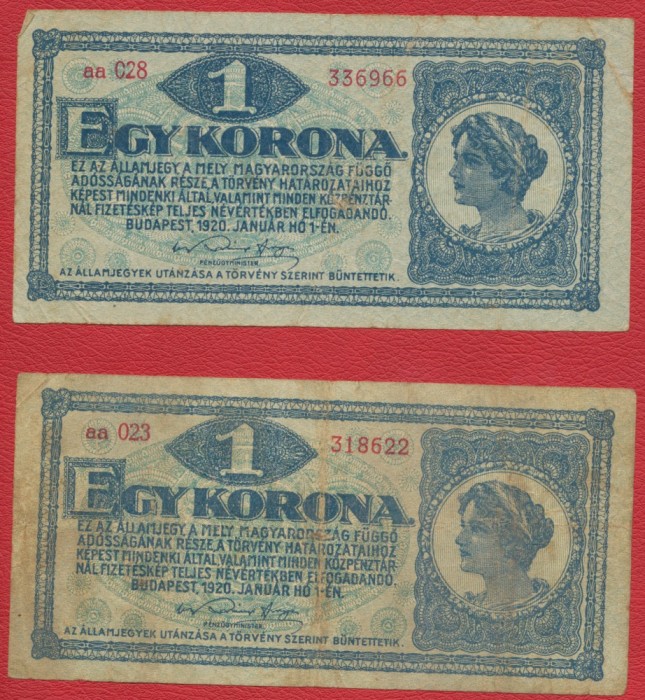 aa 028
1
336966
EGY KORONA.
EZ AZ ÁLLAMJEGY, A MELY MAGYARORSZÁG FÜGGŐ
ADÓSSÁGÁNAK RÉSZE, A TÖRVÉNY HATÁROZATAIHOZ
KÉPEST MINDENKI ÁLTAL, VALAMINT MINDEN KÖZPÉNZTÁR-
NÁL FIZETÉSKÉP TELJES NÉVÉRTÉKBEN ELFOGADANDÓ.
BUDAPEST, 1920. JANUÁR HÓ 1-ÉN.
PÉNZÜGYMINISTER.
AZ ÁLLAMJEGYEK UTÁNZÁSA A TÖRVÉNY SZERINT BÜNTETTETIK.
aa 023
1
318622
EGY KORONA.
EZ AZ ÁLLAMJEGY, A MELY MAGYARORSZÁG FÜGGŐ
ADÓSSÁGÁNAK RÉSZE, A TÖRVÉNY HATÁROZATAIHOZ
KÉPEST MINDENKI ÁLTAL, VALAMINT MINDEN KÖZPÉNZTÁR-
NÁL FIZETÉSKÉP TELJES NÉVÉRTÉKBEN ELFOGADANDÓ.
BUDAPEST, 1920. JANUÁR HÓ 1-ÉN.
PÉNZÜGYMINISTER.
AZ ÁLLAMJEGYEK UTÁNZÁSA A TÖRVÉNY SZERINT BÜNTETTETIK.